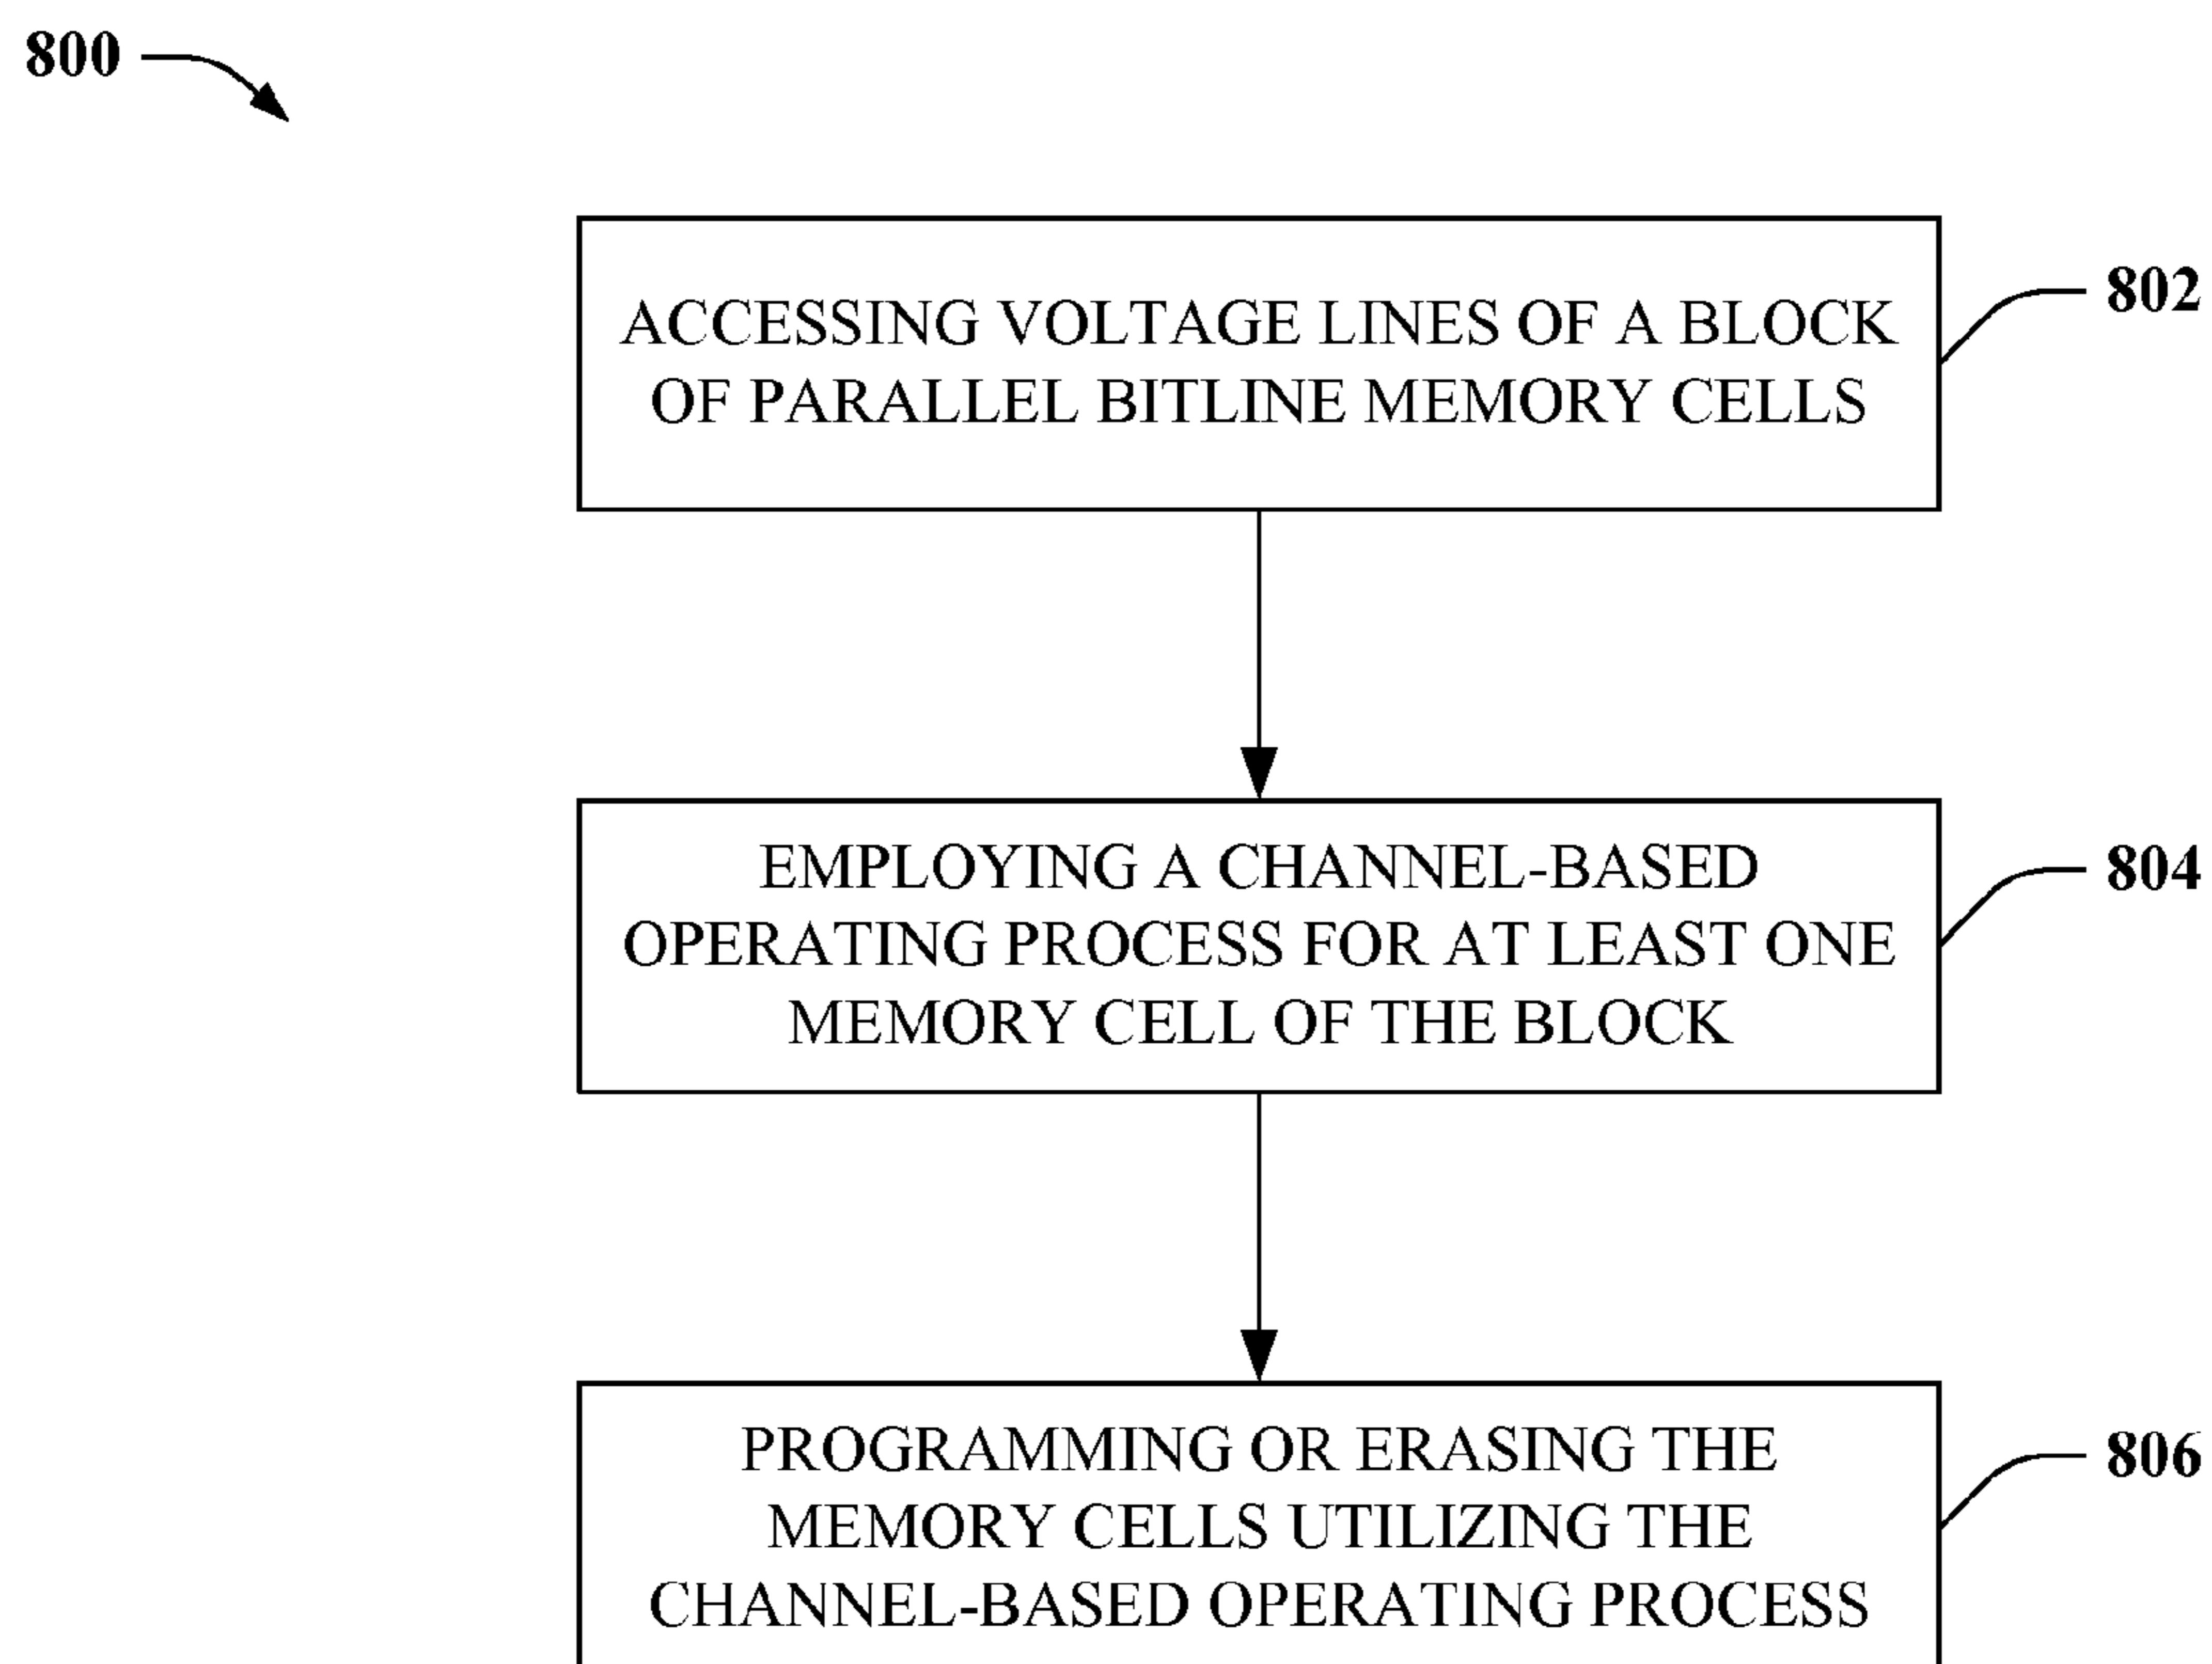 800
ACCESSING VOLTAGE LINES OF A BLOCK
OF PARALLEL BITLINE MEMORY CELLS
802
EMPLOYING A CHANNEL-BASED
OPERATING PROCESS FOR AT LEAST ONE
MEMORY CELL OF THE BLOCK
804
PROGRAMMING OR ERASING THE
MEMORY CELLS UTILIZING THE
CHANNEL-BASED OPERATING PROCESS
806